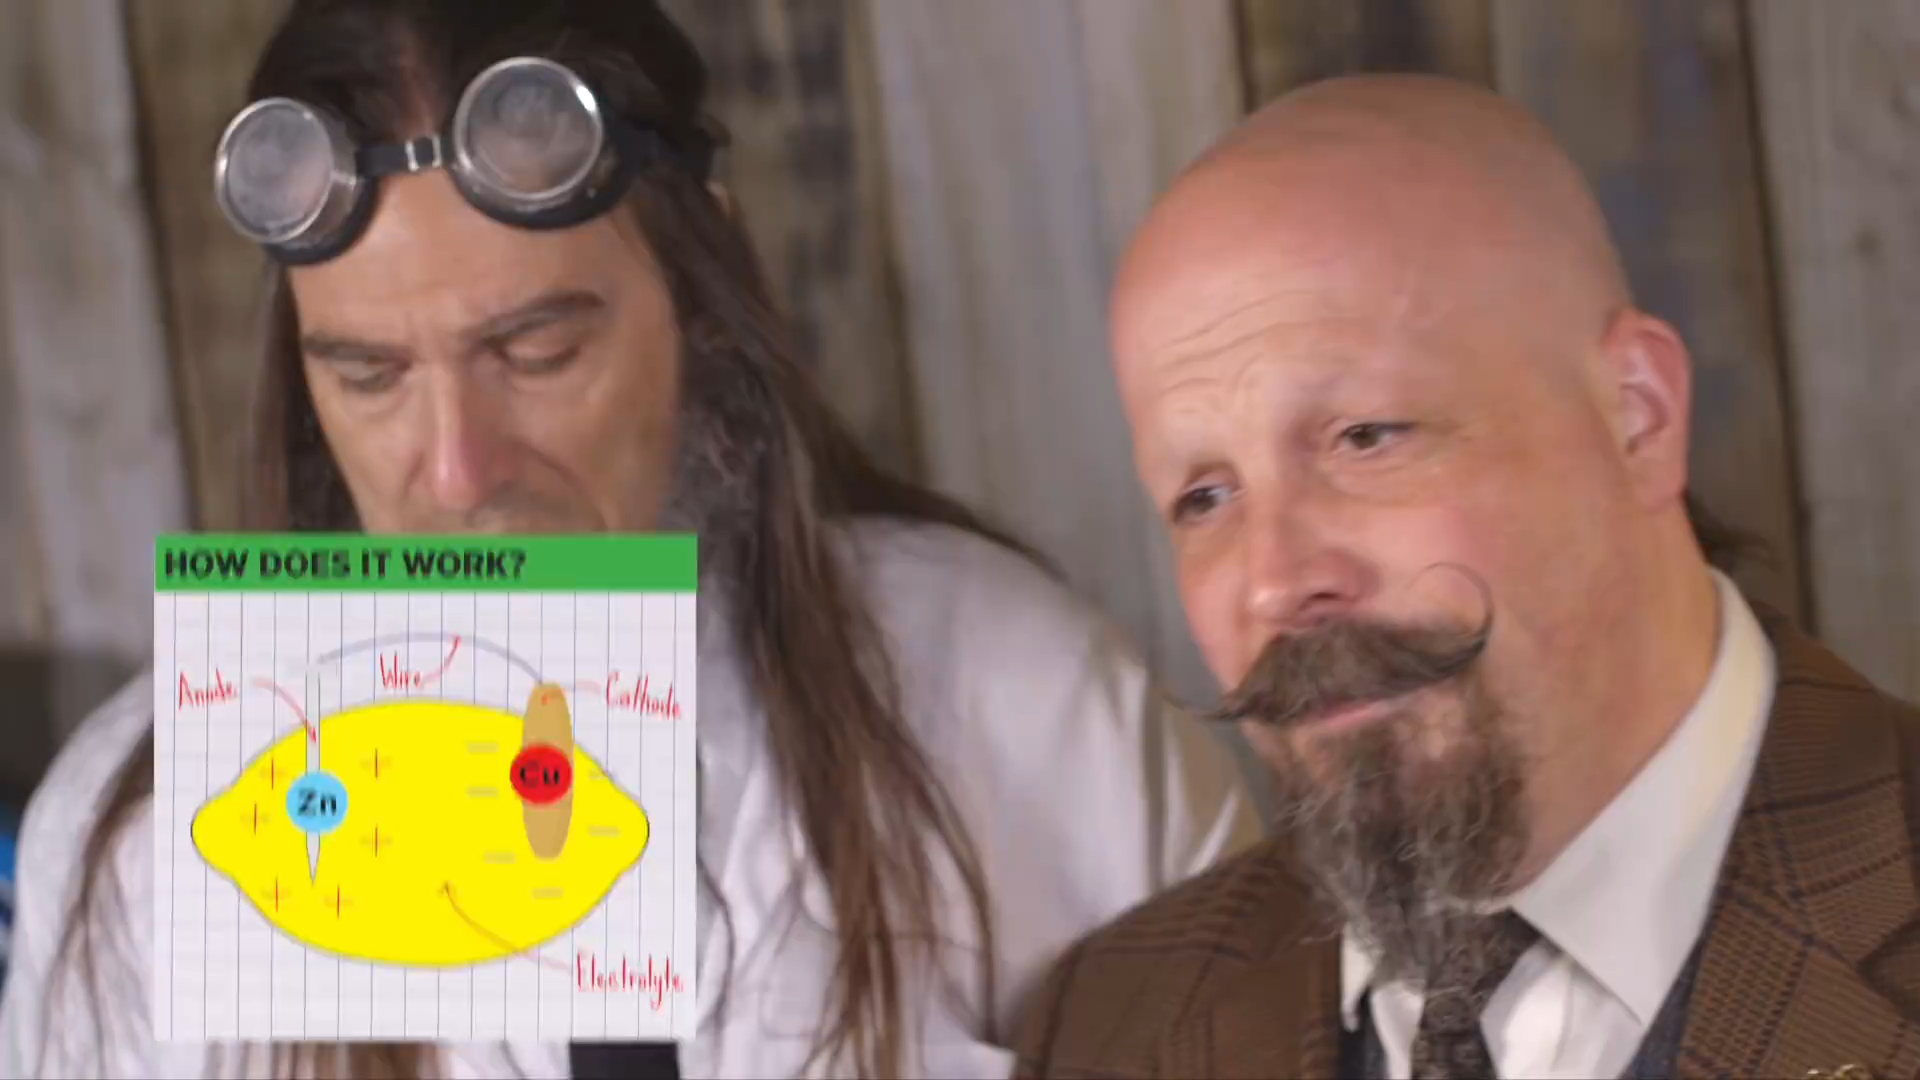 HOW DOES IT WORK?
Wire
Anode
Cathode
Cu
Zn
Electrolyte